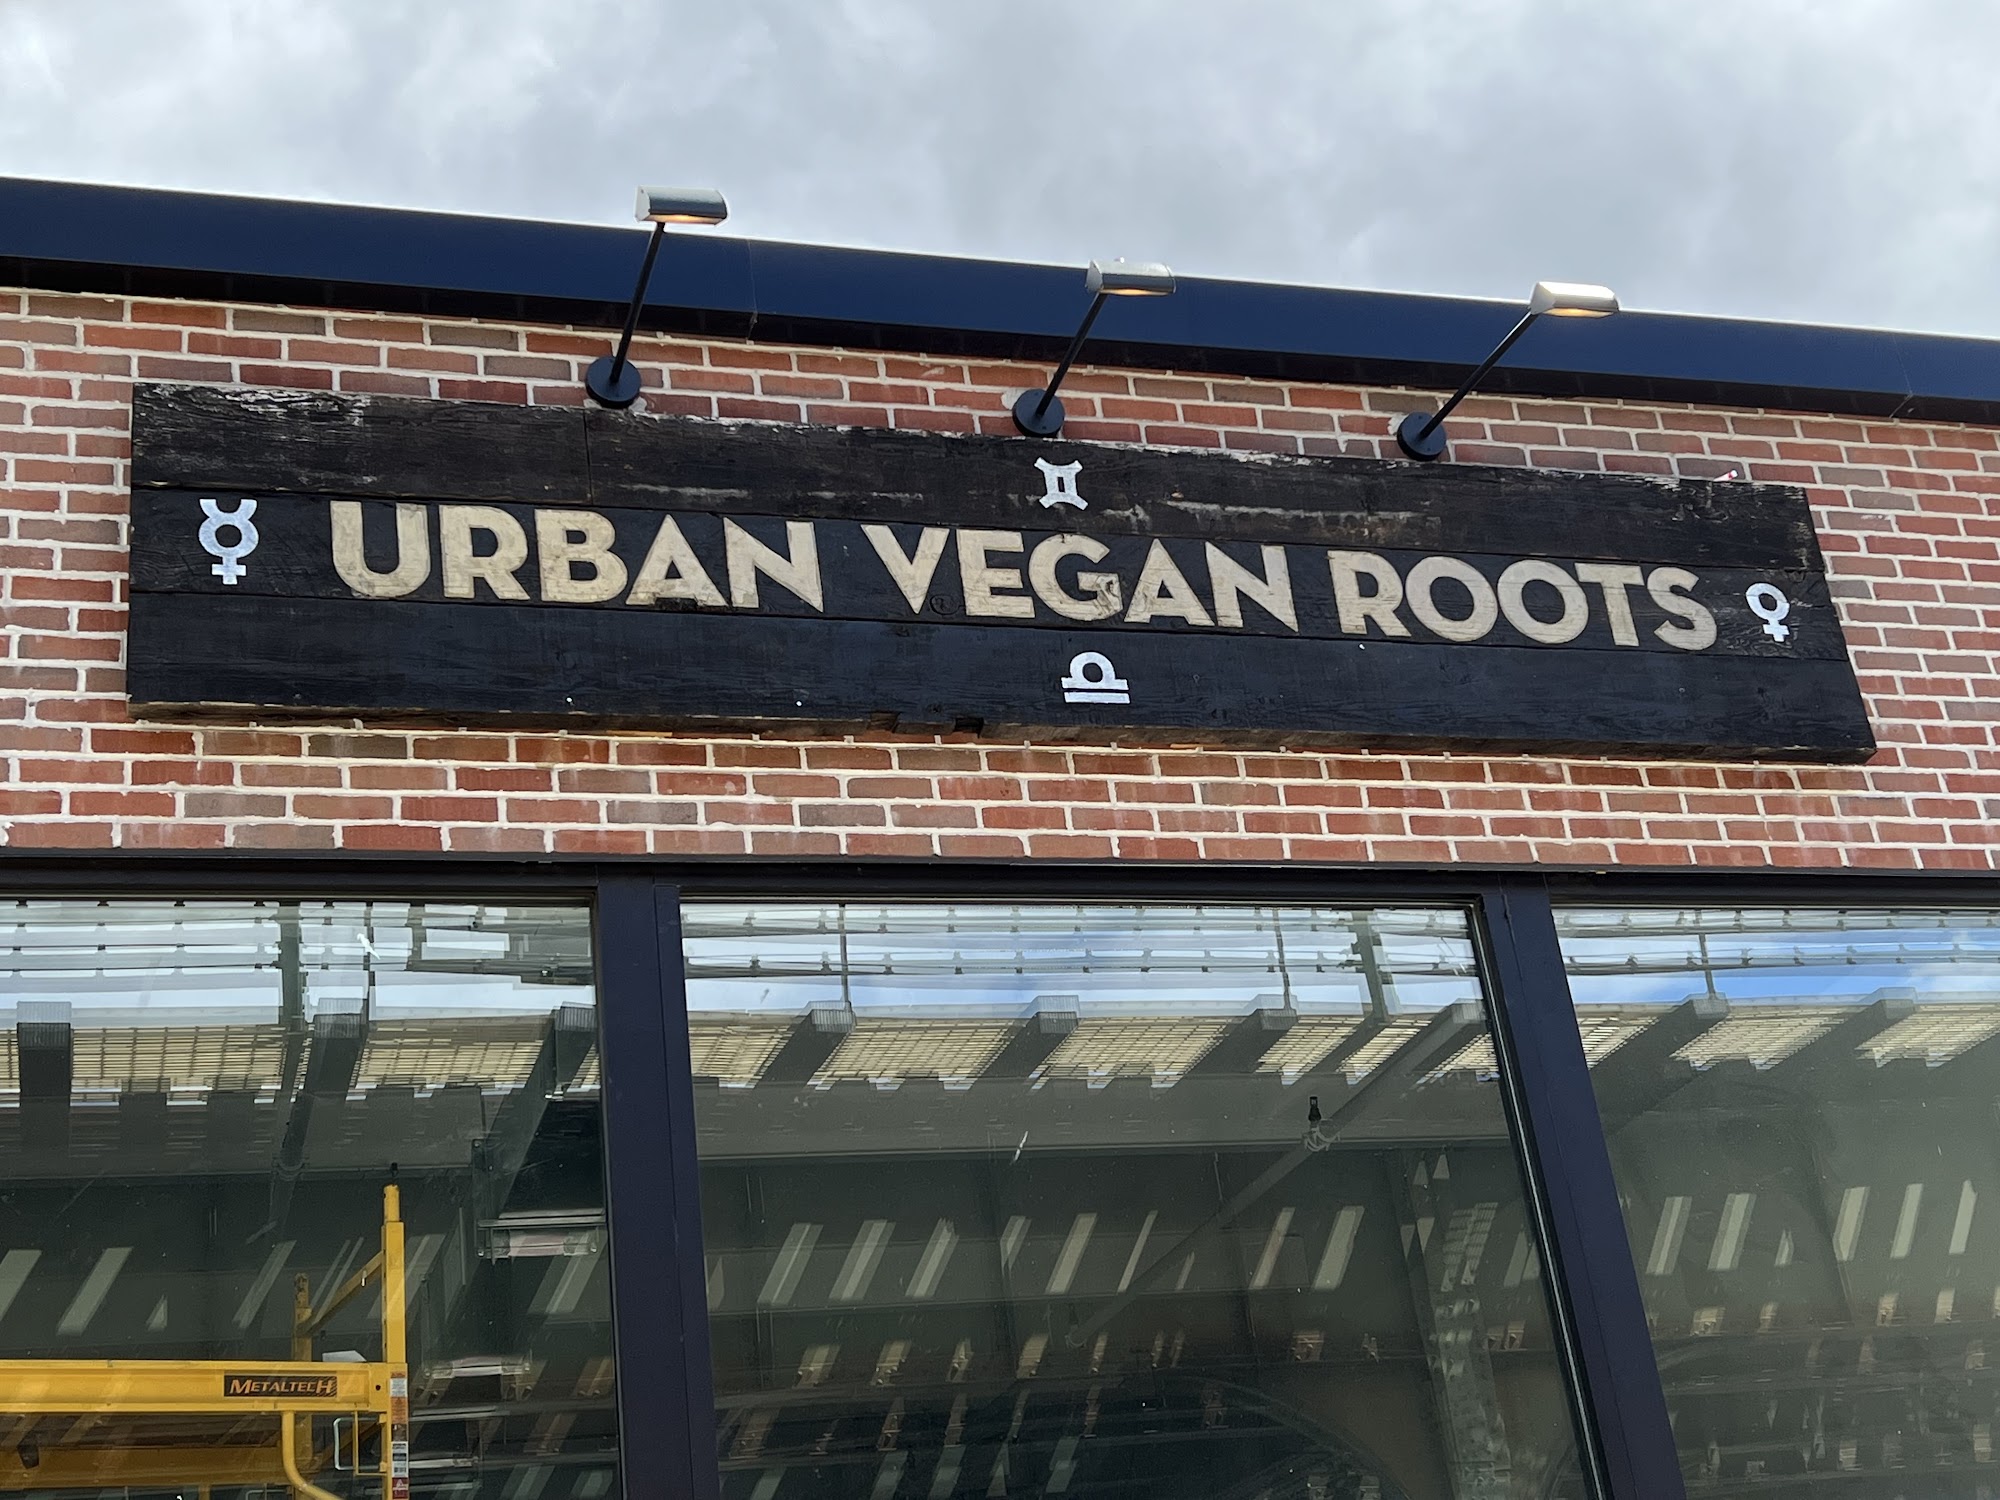 URBAN VEGAN ROOTS
METALTECH